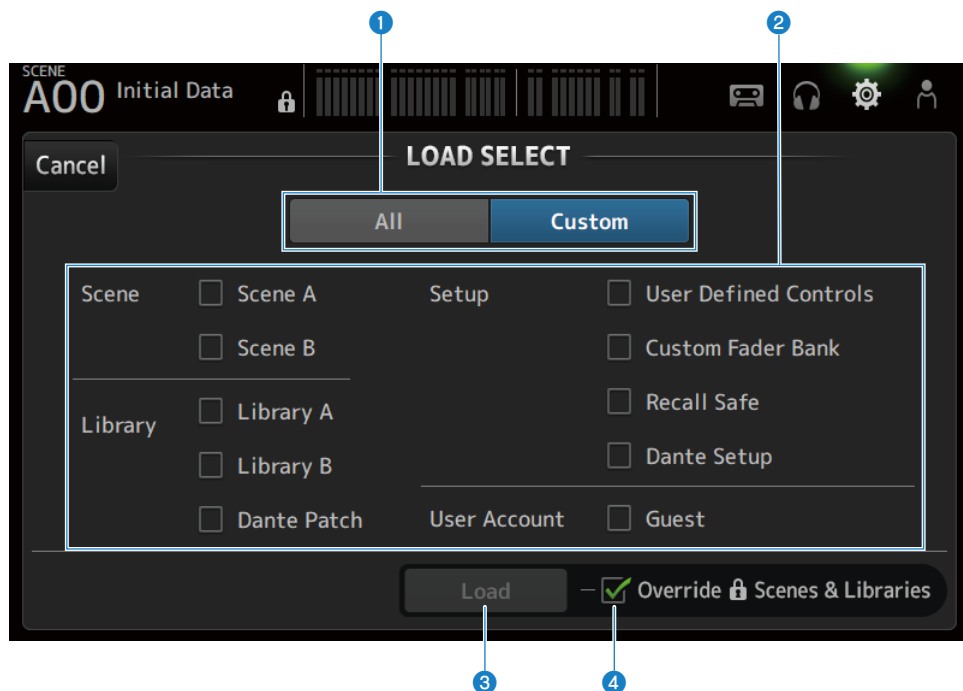 1 2
SCENE
A00 Initial Data
Cancel
LOAD SELECT
All Custom
Scene Scene A Setup User Defined Controls
Scene B Custom Fader Bank
Library Library A Recall Safe
Library B Dante Setup
Dante Patch User Account Guest
Load Override Scenes & Libraries
3 4